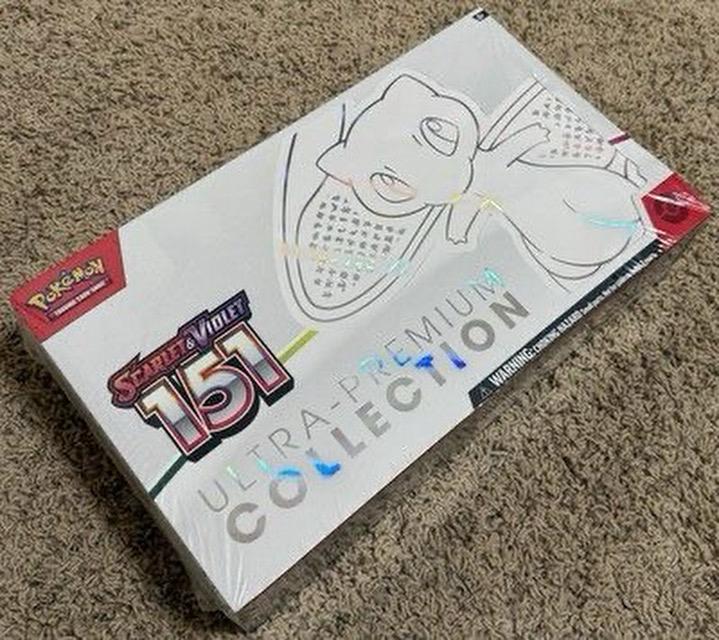 Pokémon
TRADING CARD GAME
SCARLET & VIOLET
151
ULTRA-PREMIUM
COLLECTION
WARNING: CHOKING HAZARD